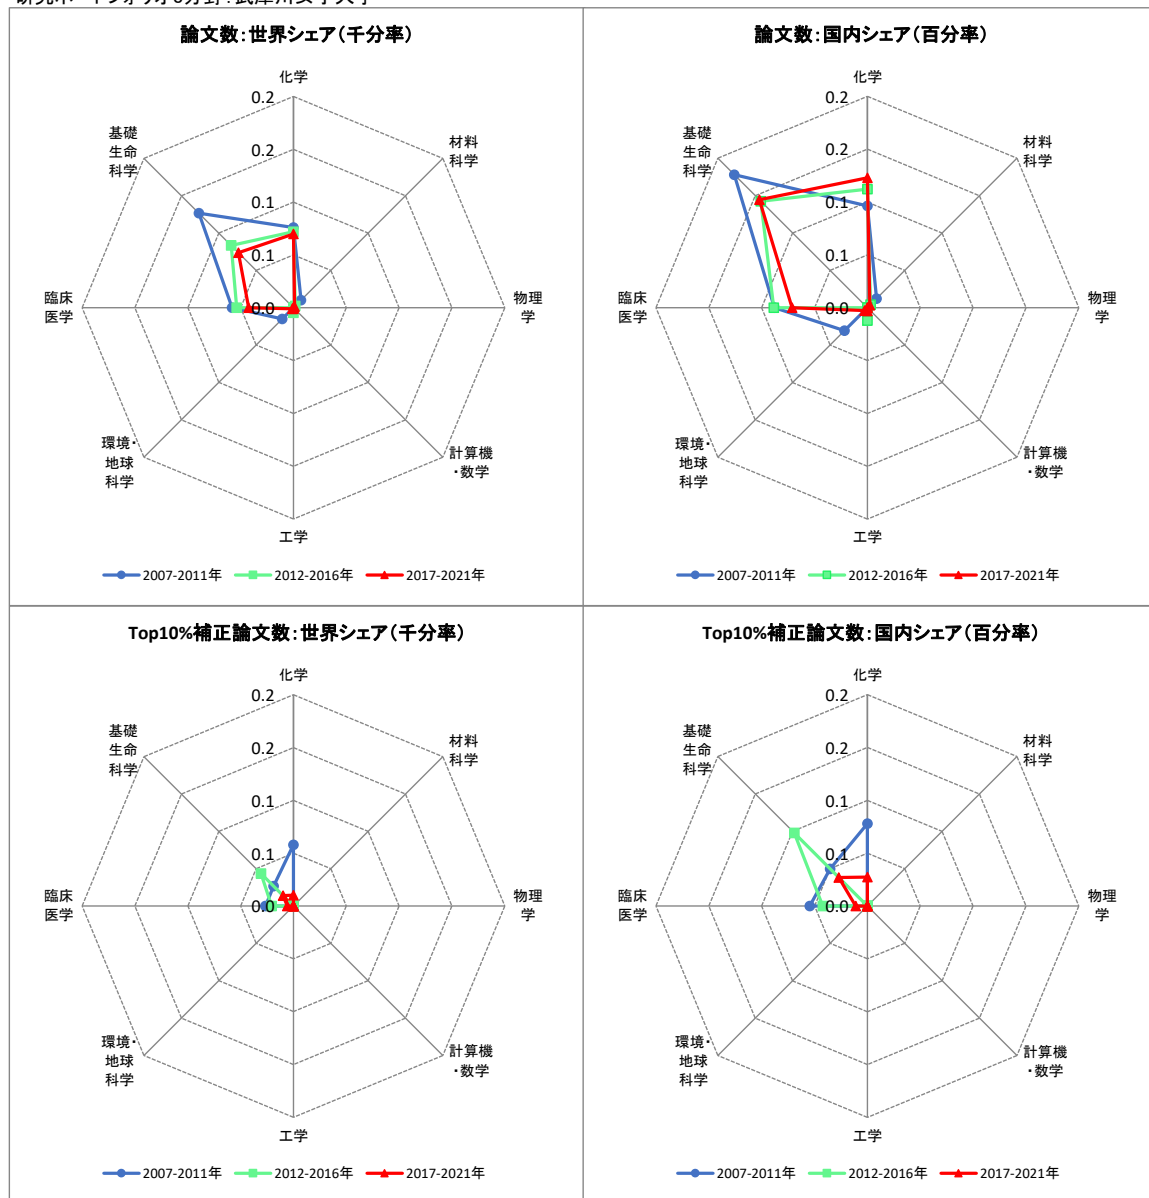 論文数：世界シェア（千分率）
化学
0.2
0.2
0.1
0.1
0.0
材料
科学
物理
学
計算機
・数学
工学
環境・
地球
科学
臨床
医学
基礎
生命
科学
2007-2011年 2012-2016年 2017-2021年
論文数：国内シェア（百分率）
化学
0.2
0.2
0.1
0.1
0.0
材料
科学
物理
学
計算機
・数学
工学
環境・
地球
科学
臨床
医学
基礎
生命
科学
2007-2011年 2012-2016年 2017-2021年
Top10%補正論文数：世界シェア（千分率）
化学
0.2
0.2
0.1
0.1
0.0
材料
科学
物理
学
計算機
・数学
工学
環境・
地球
科学
臨床
医学
基礎
生命
科学
2007-2011年 2012-2016年 2017-2021年
Top10%補正論文数：国内シェア（百分率）
化学
0.2
0.2
0.1
0.1
0.0
材料
科学
物理
学
計算機
・数学
工学
環境・
地球
科学
臨床
医学
基礎
生命
科学
2007-2011年 2012-2016年 2017-2021年